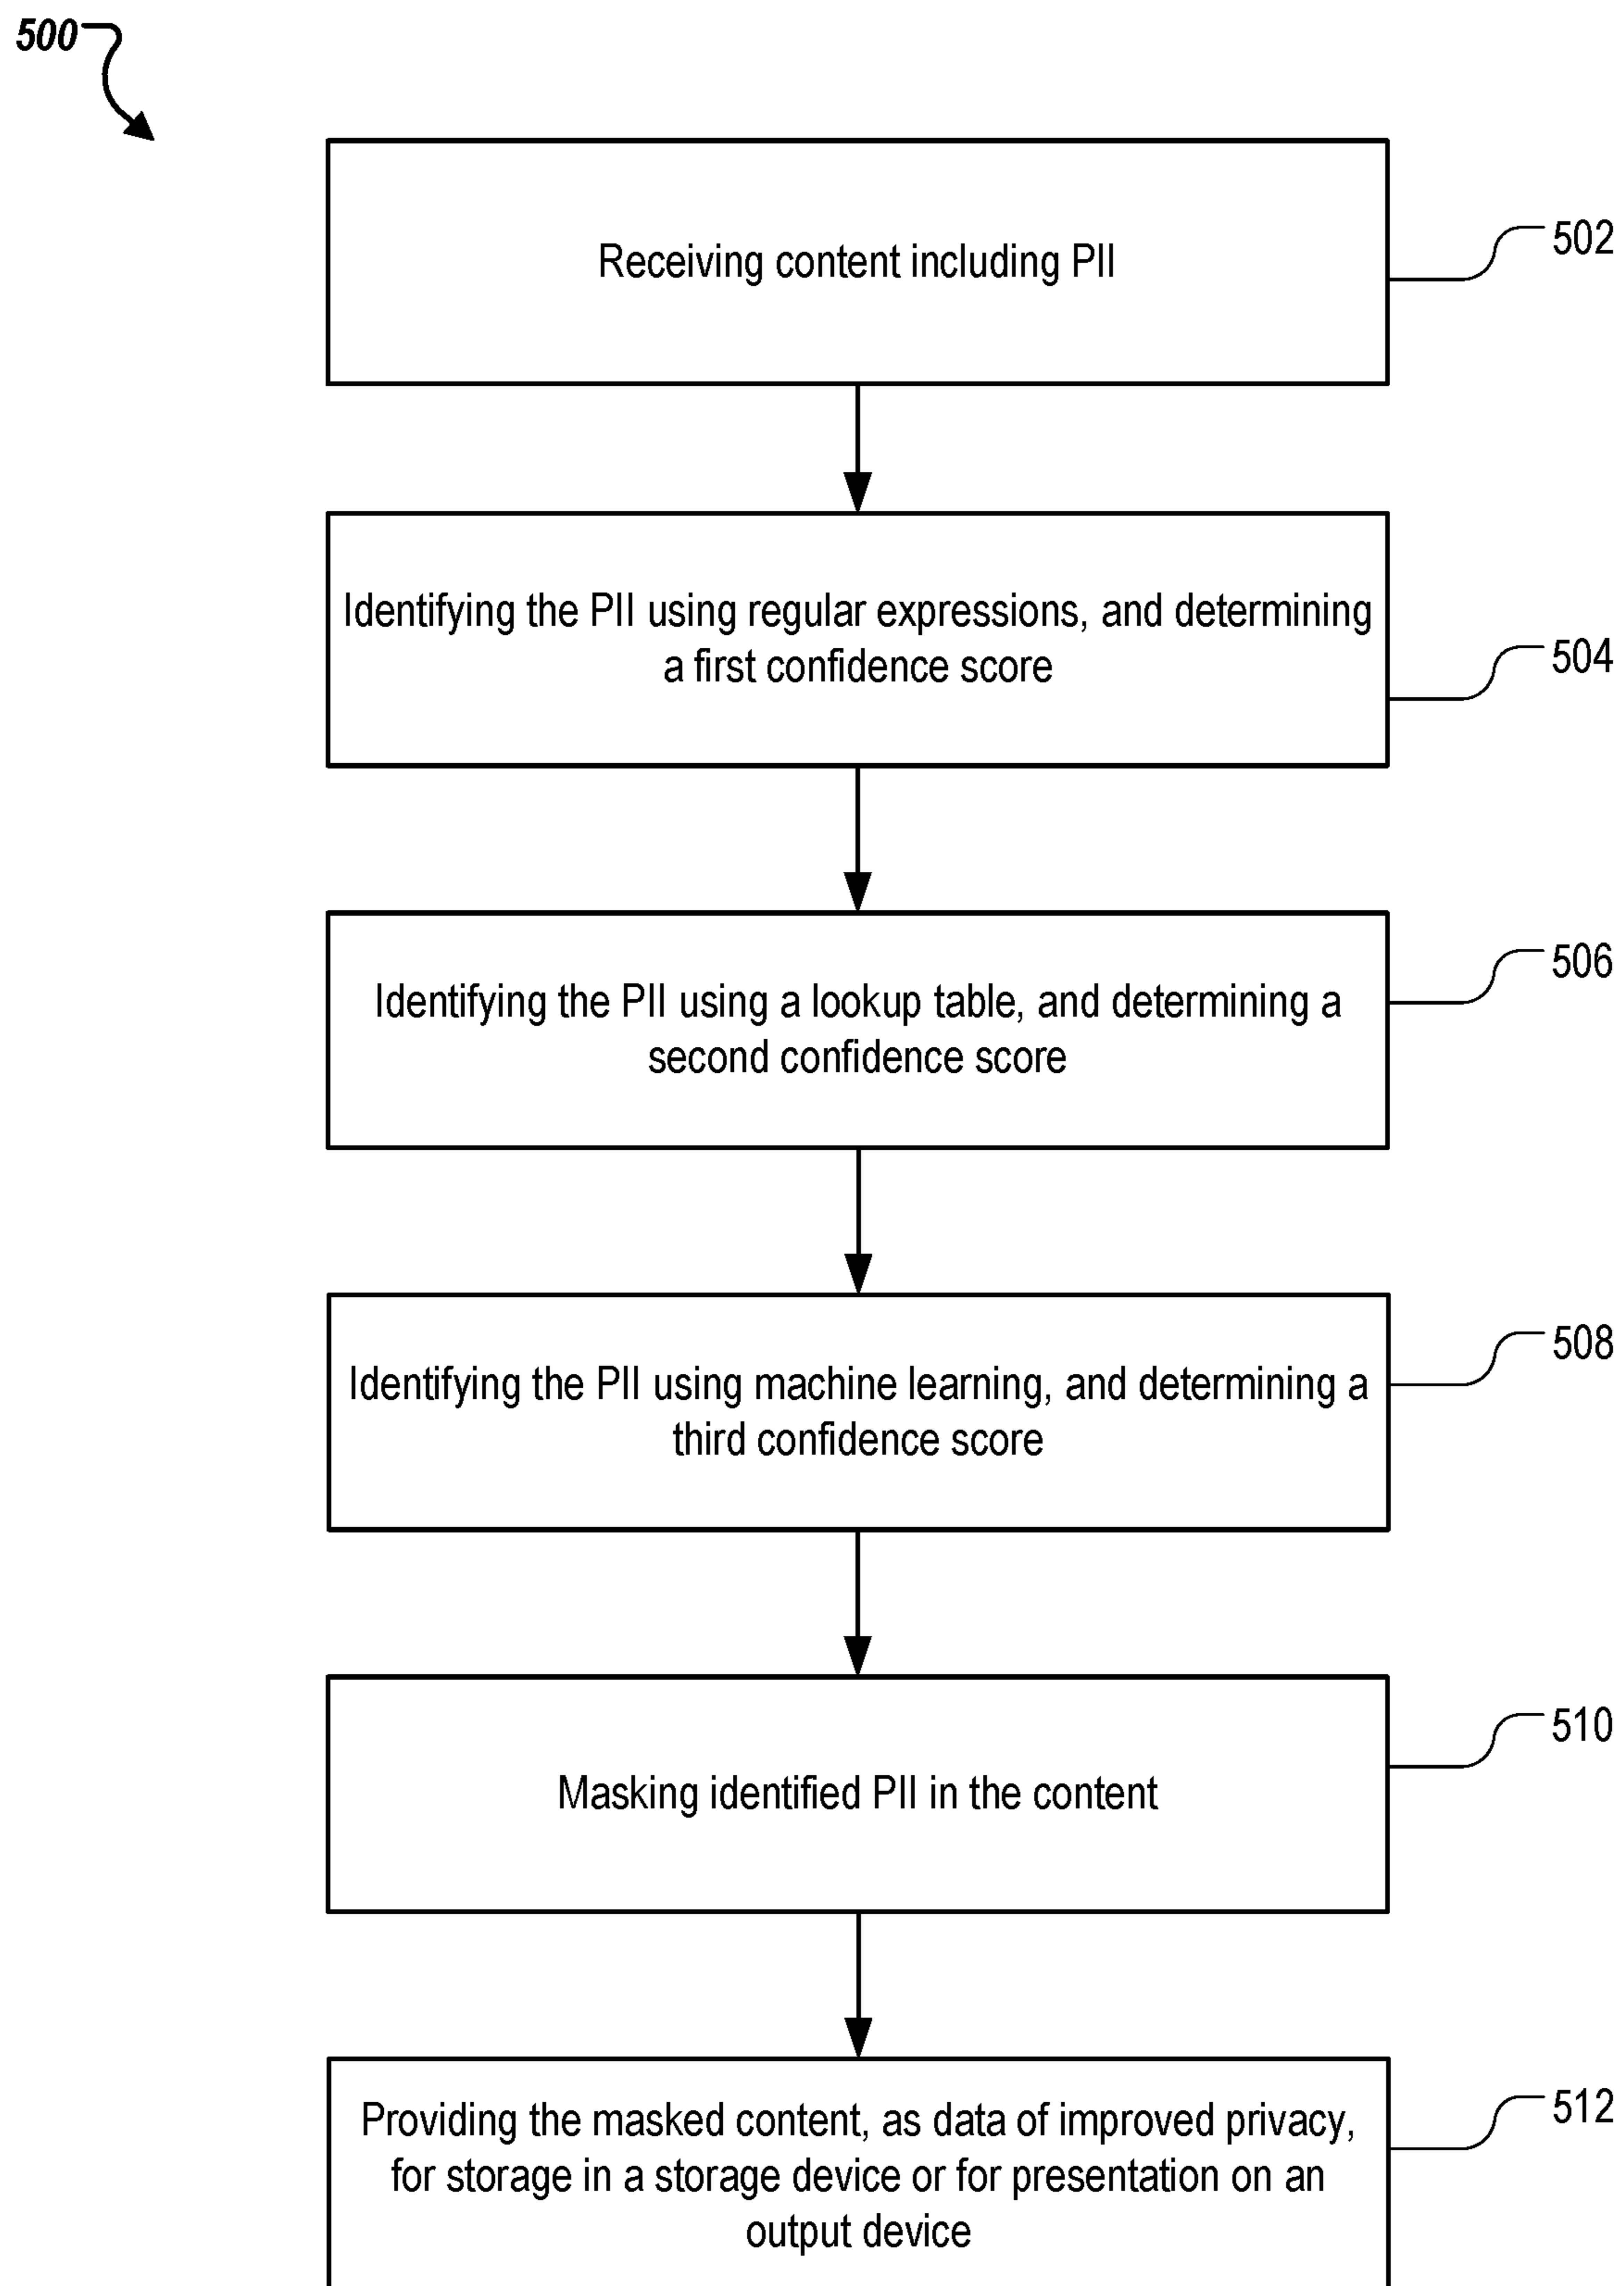 500
Receiving content including PII
502
Identifying the PII using regular expressions, and determining
a first confidence score
504
Identifying the PII using a lookup table, and determining a
second confidence score
506
Identifying the PII using machine learning, and determining a
third confidence score
508
Masking identified PII in the content
510
Providing the masked content, as data of improved privacy,
for storage in a storage device or for presentation on an
output device
512